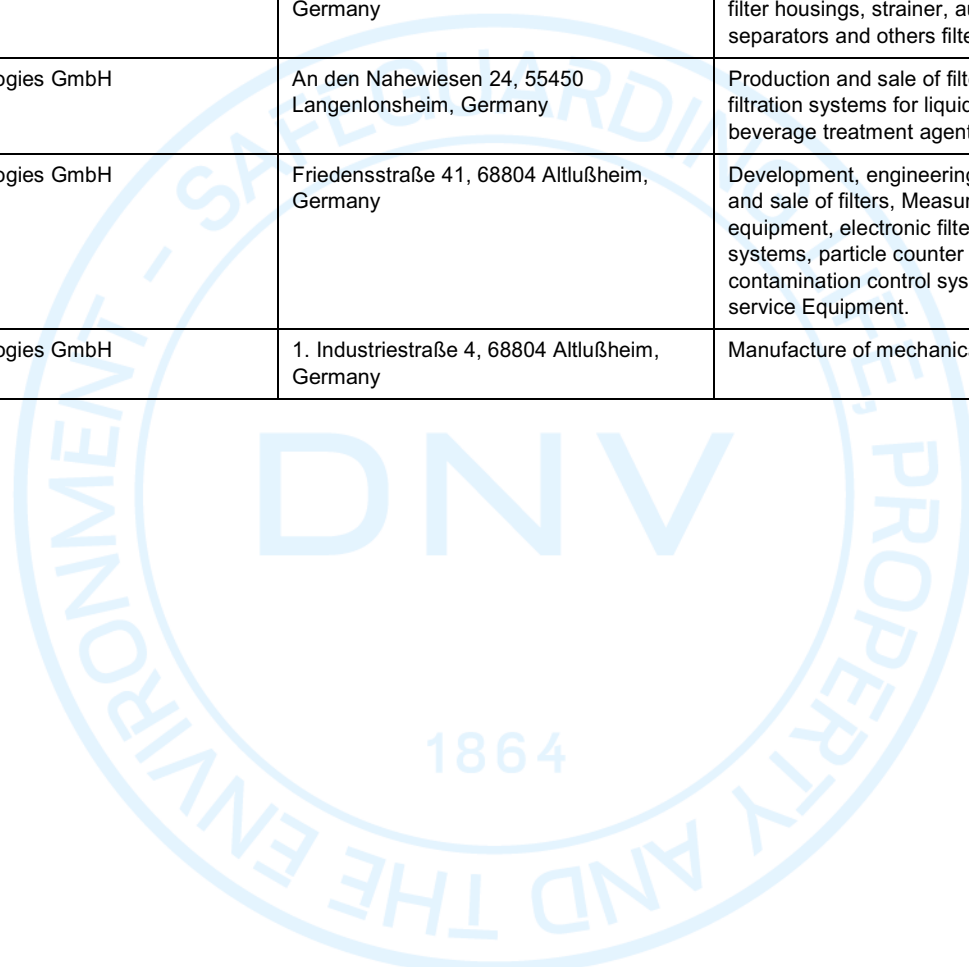 Germany
filter housings, strainer, au
separators and others filte
ogies GmbH
An den Nahewiesen 24, 55450
Langenlonsheim, Germany
Production and sale of filte
filtration systems for liquid
beverage treatment agent
ogies GmbH
Friedensstraße 41, 68804 Altlußheim,
Germany
Development, engineering
and sale of filters, Measur
equipment, electronic filte
systems, particle counter
contamination control sys
service Equipment.
ogies GmbH
1. Industriestraße 4, 68804 Altlußheim,
Germany
Manufacture of mechanica
SAFEGUARDING LIFE, PROPERTY AND THE ENVIRONMENT -
DNV
1864